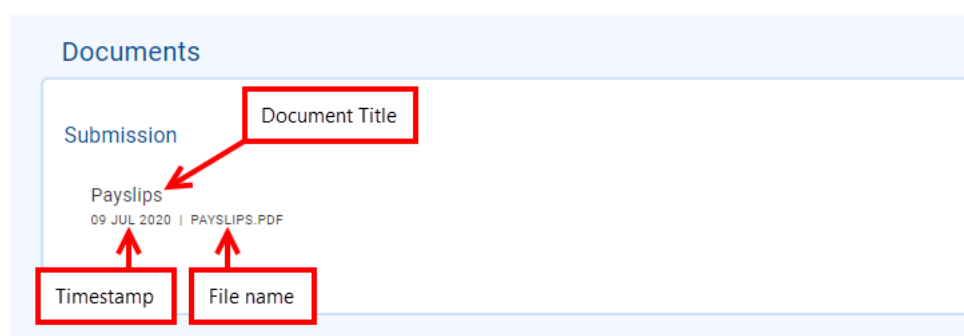 Documents
Document Title
Submission
Payslips
09 JUL 2020 | PAYSLIPS.PDF
Timestamp
File name